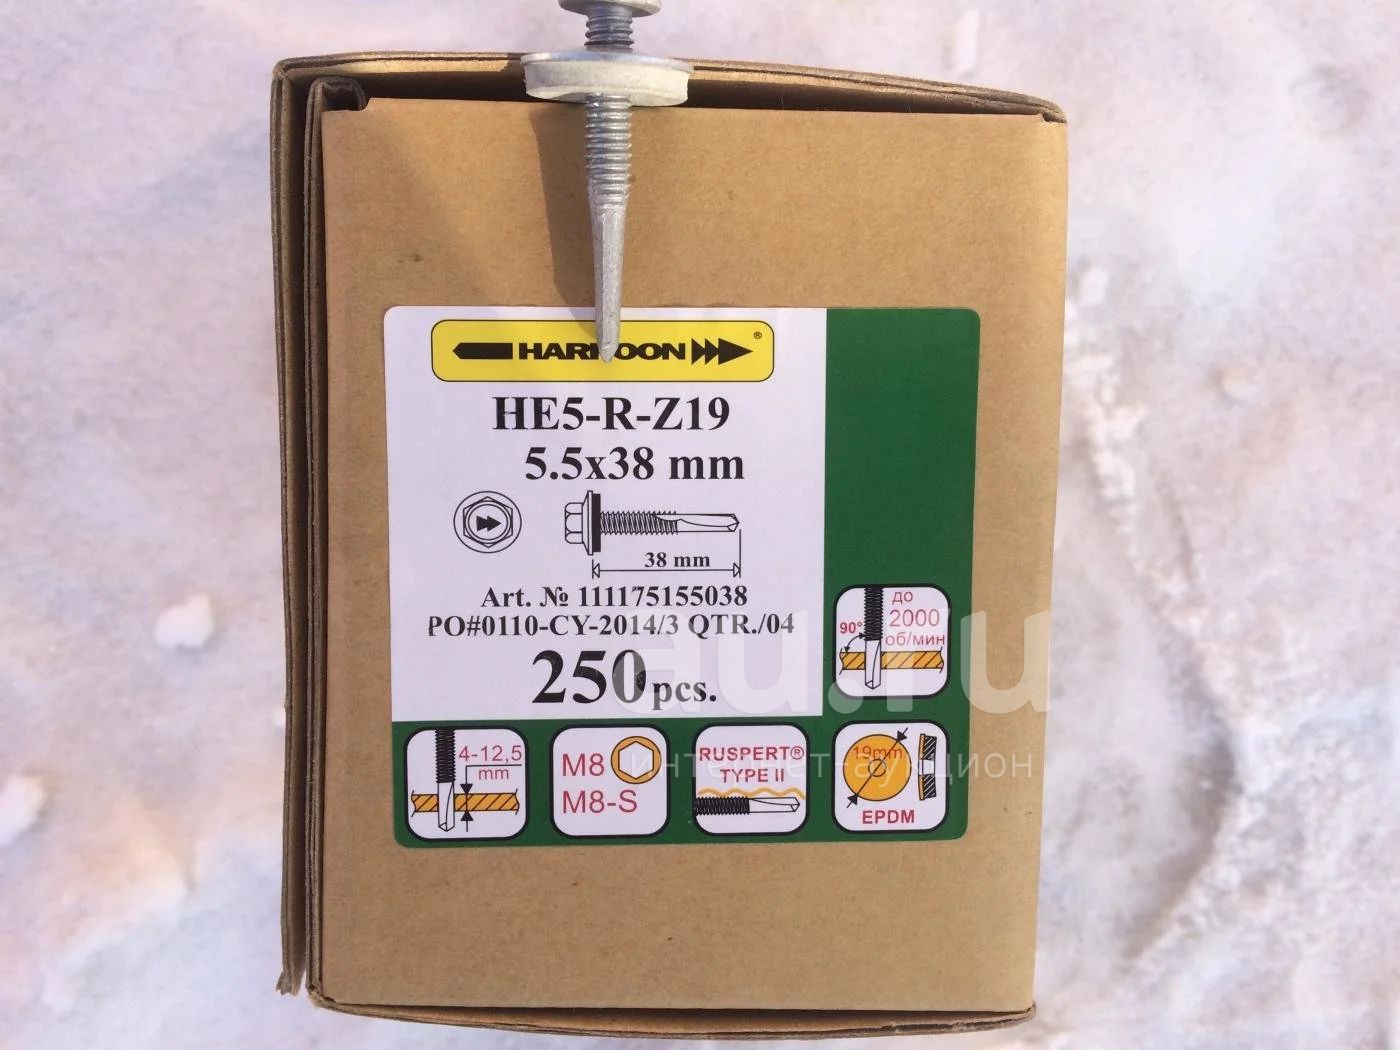 HARPOON®
HE5-R-Z19
5.5x38 mm
38 mm
Art. № 111175155038
PO#0110-CY-2014/3 QTR./04
250 pcs.
90°
до
2000
об/мин
4-12,5
mm
M8
M8-S
RUSPERT®
TYPE II
19mm
EPDM
au.ru
интернет-аукцион